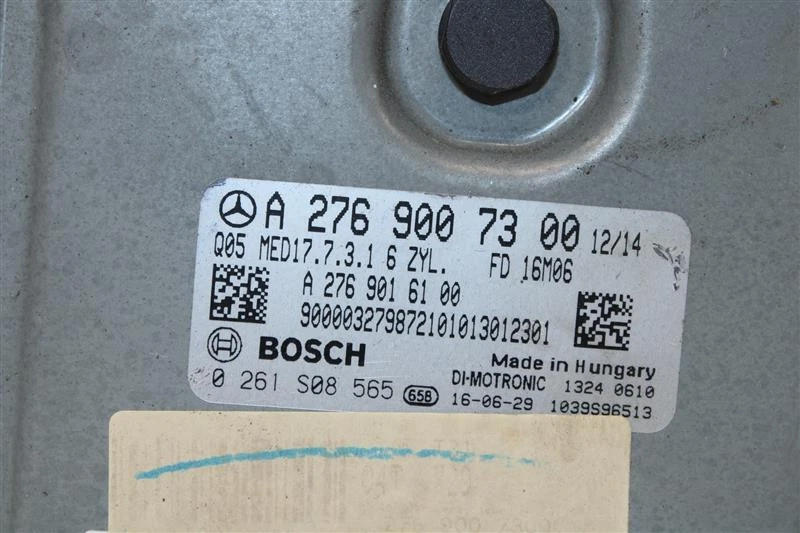 A 276 900 73 00 12/14
Q05 MED17.7.3.1 6 ZYL. FD 16M06
A 276 901 61 00
900003279872101013012301
BOSCH
Made in Hungary
DI-MOTRONIC 1324 0610
0 261 S08 565 658 16-06-29 1039S96513